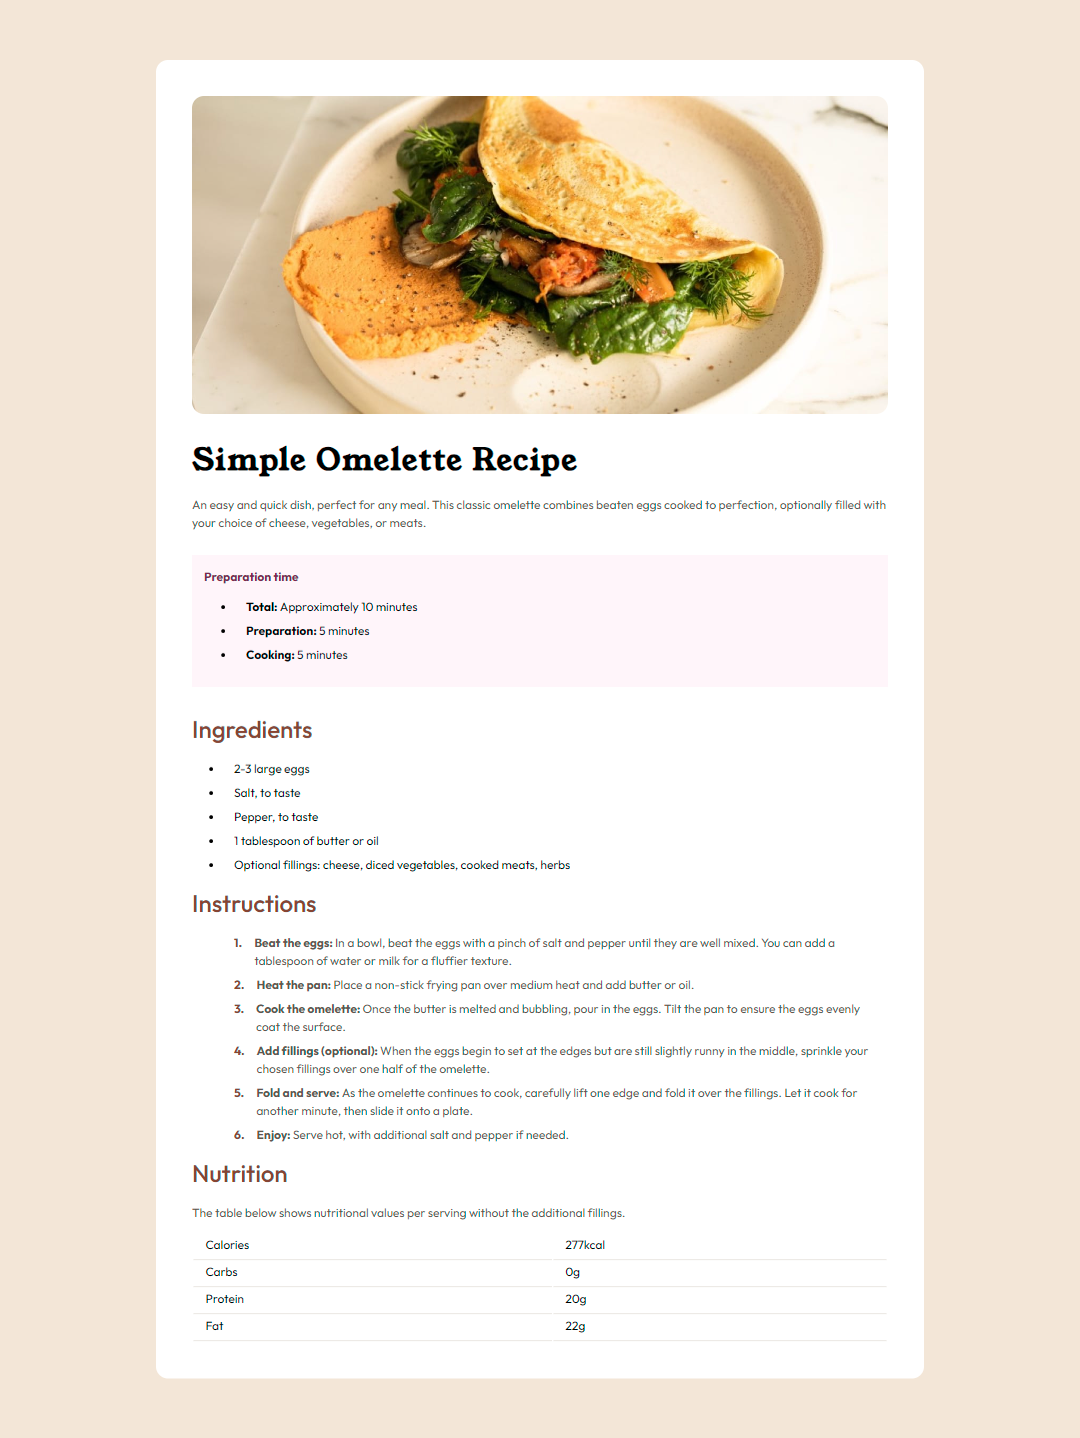 Simple Omelette Recipe
An easy and quick dish, perfect for any meal. This classic omelette combines beaten eggs cooked to perfection, optionally filled with
your choice of cheese, vegetables, or meats.
Preparation time
• Total: Approximately 10 minutes
• Preparation: 5 minutes
• Cooking: 5 minutes
Ingredients
• 2-3 large eggs
• Salt, to taste
• Pepper, to taste
• 1 tablespoon of butter or oil
• Optional fillings: cheese, diced vegetables, cooked meats, herbs
Instructions
1. Beat the eggs: In a bowl, beat the eggs with a pinch of salt and pepper until they are well mixed. You can add a
tablespoon of water or milk for a fluffier texture.
2. Heat the pan: Place a non-stick frying pan over medium heat and add butter or oil.
3. Cook the omelette: Once the butter is melted and bubbling, pour in the eggs. Tilt the pan to ensure the eggs evenly
coat the surface.
4. Add fillings (optional): When the eggs begin to set at the edges but are still slightly runny in the middle, sprinkle your
chosen fillings over one half of the omelette.
5. Fold and serve: As the omelette continues to cook, carefully lift one edge and fold it over the fillings. Let it cook for
another minute, then slide it onto a plate.
6. Enjoy: Serve hot, with additional salt and pepper if needed.
Nutrition
The table below shows nutritional values per serving without the additional fillings.
Calories 277kcal
Carbs 0g
Protein 20g
Fat 22g